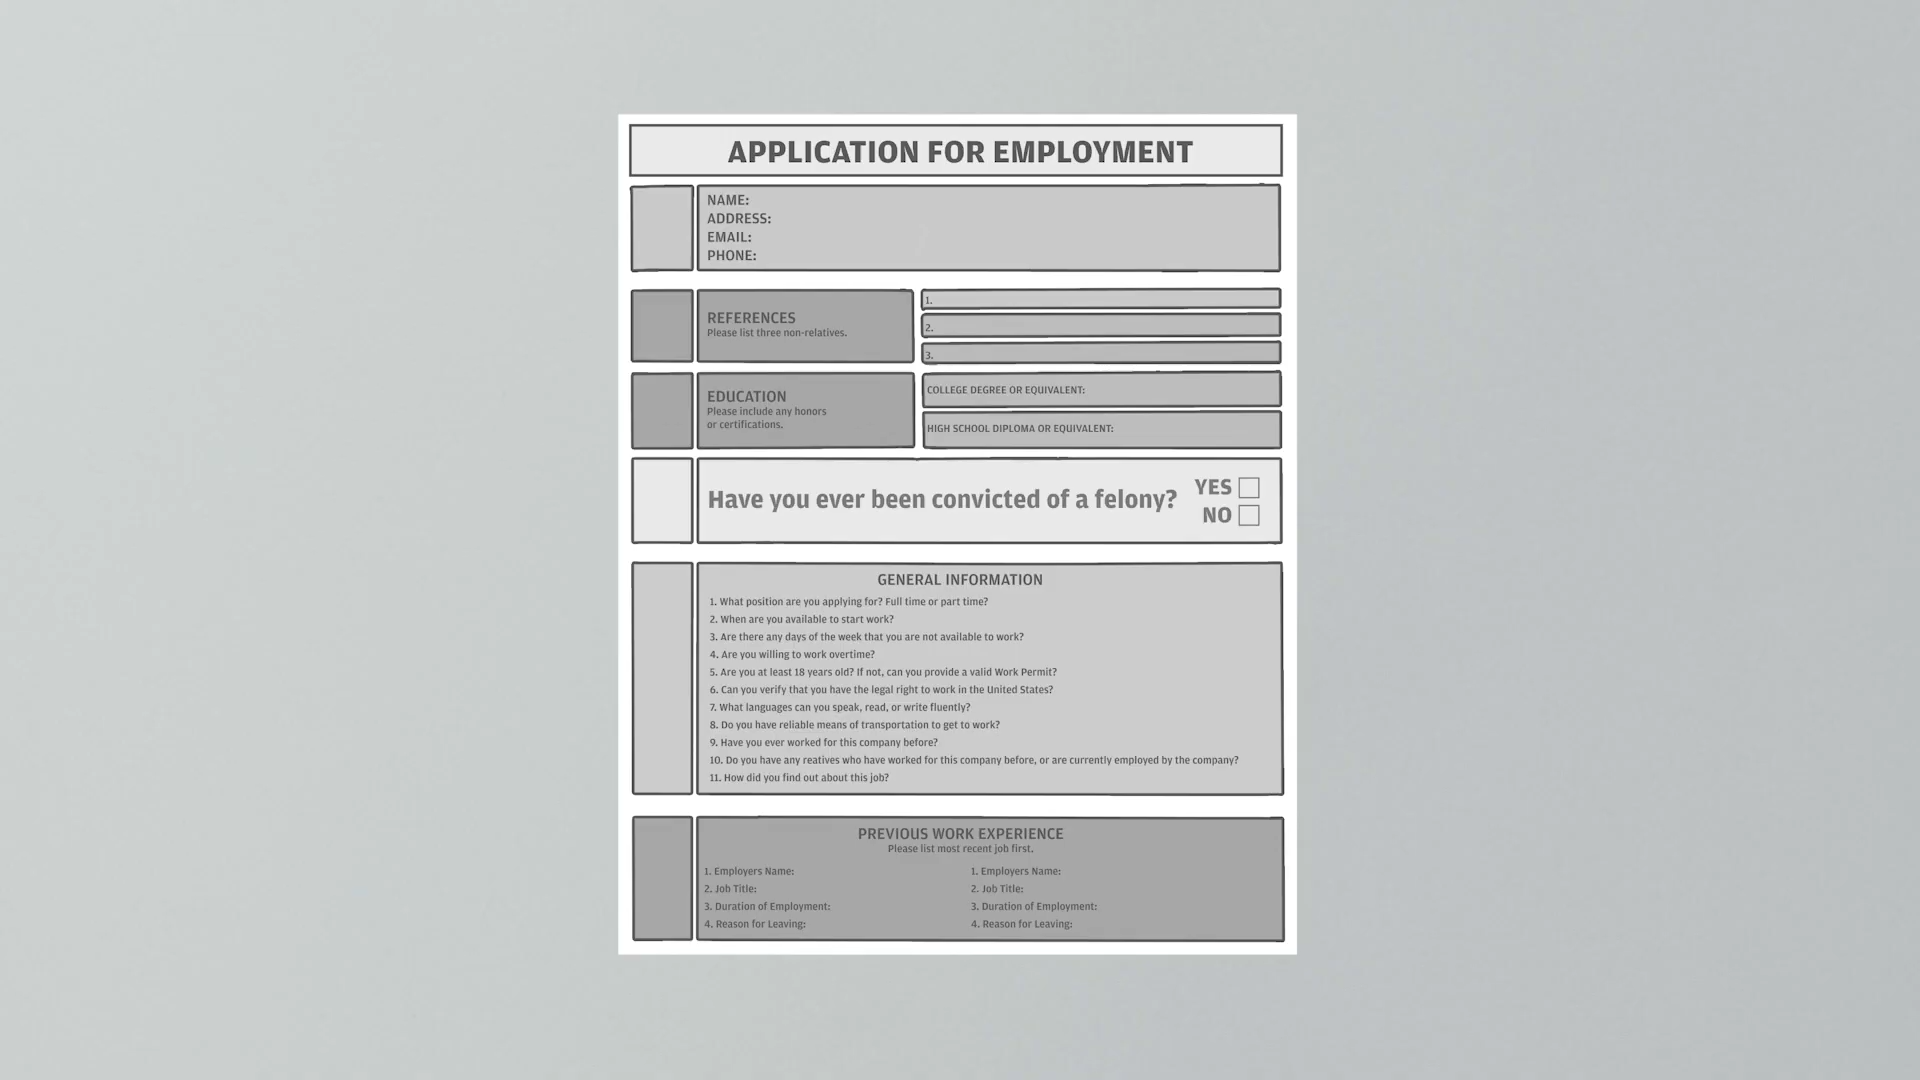 APPLICATION FOR EMPLOYMENT
NAME:
ADDRESS:
EMAIL:
PHONE:
REFERENCES
Please list three non-relatives.
1.
2.
3.
EDUCATION
Please include any honors
or certifications.
COLLEGE DEGREE OR EQUIVALENT:
HIGH SCHOOL DIPLOMA OR EQUIVALENT:
Have you ever been convicted of a felony?
YES
NO
GENERAL INFORMATION
1. What position are you applying for? Full time or part time?
2. When are you available to start work?
3. Are there any days of the week that you are not available to work?
4. Are you willing to work overtime?
5. Are you at least 18 years old? If not, can you provide a valid Work Permit?
6. Can you verify that you have the legal right to work in the United States?
7. What languages can you speak, read, or write fluently?
8. Do you have reliable means of transportation to get to work?
9. Have you ever worked for this company before?
10. Do you have any reatives who have worked for this company before, or are currently employed by the company?
11. How did you find out about this job?
PREVIOUS WORK EXPERIENCE
Please list most recent job first.
1. Employers Name:
2. Job Title:
3. Duration of Employment:
4. Reason for Leaving:
1. Employers Name:
2. Job Title:
3. Duration of Employment:
4. Reason for Leaving: